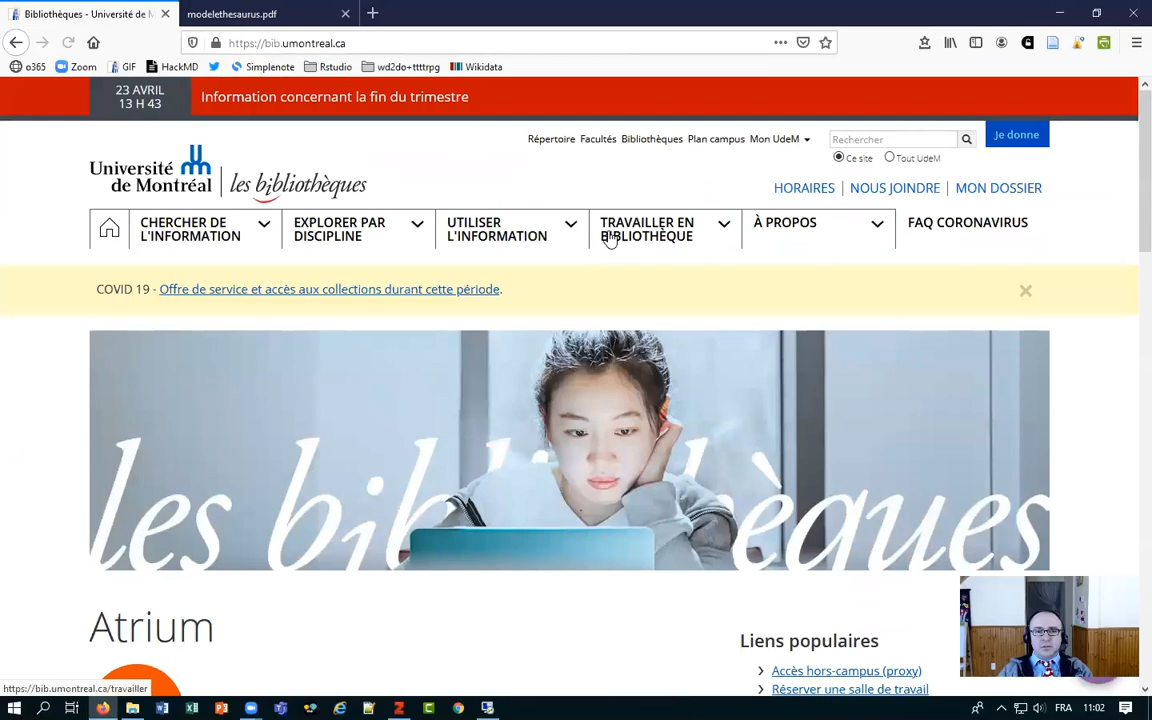 Bibliothèques - Université de M
modelethesaurus.pdf
https://bib.umontreal.ca
o365
Zoom
GIF
HackMD
Simplenote
Rstudio
wd2do+ttttrpg
Wikidata
23 AVRIL
13 H 43
Information concernant la fin du trimestre
Répertoire Facultés Bibliothèques Plan campus Mon UdeM
Rechercher
Je donne
Ce site
Tout UdeM
Université
de Montréal
les bibliothèques
HORAIRES
NOUS JOINDRE
MON DOSSIER
CHERCHER DE
L'INFORMATION
EXPLORER PAR
DISCIPLINE
UTILISER
L'INFORMATION
TRAVAILLER EN
BIBLIOTHÈQUE
À PROPOS
FAQ CORONAVIRUS
COVID 19 - Offre de service et accès aux collections durant cette période.
les bibliothèques
Atrium
Liens populaires
Accès hors-campus (proxy)
Réserver une salle de travail
https://bib.umontreal.ca/travailler
FRA
11:02